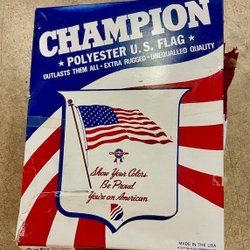 CHAMPION
★ POLYESTER U.S. FLAG ★
OUTLASTS THEM ALL • EXTRA RUGGED • UNEQUALLED QUALITY
Show Your Colors
Be Proud
You're an American
MADE IN THE USA